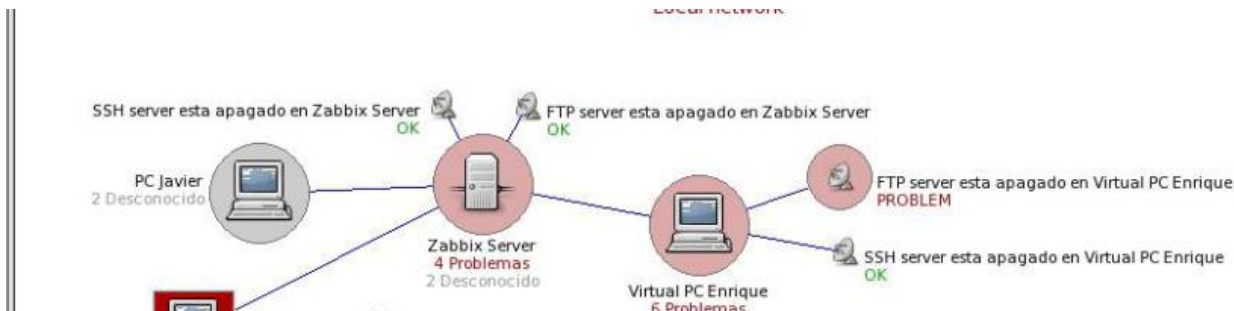 Local network
SSH server esta apagado en Zabbix Server
OK
FTP server esta apagado en Zabbix Server
OK
PC Javier
2 Desconocido
FTP server esta apagado en Virtual PC Enrique
PROBLEM
Zabbix Server
4 Problemas
2 Desconocido
SSH server esta apagado en Virtual PC Enrique
OK
Virtual PC Enrique
6 Problemas